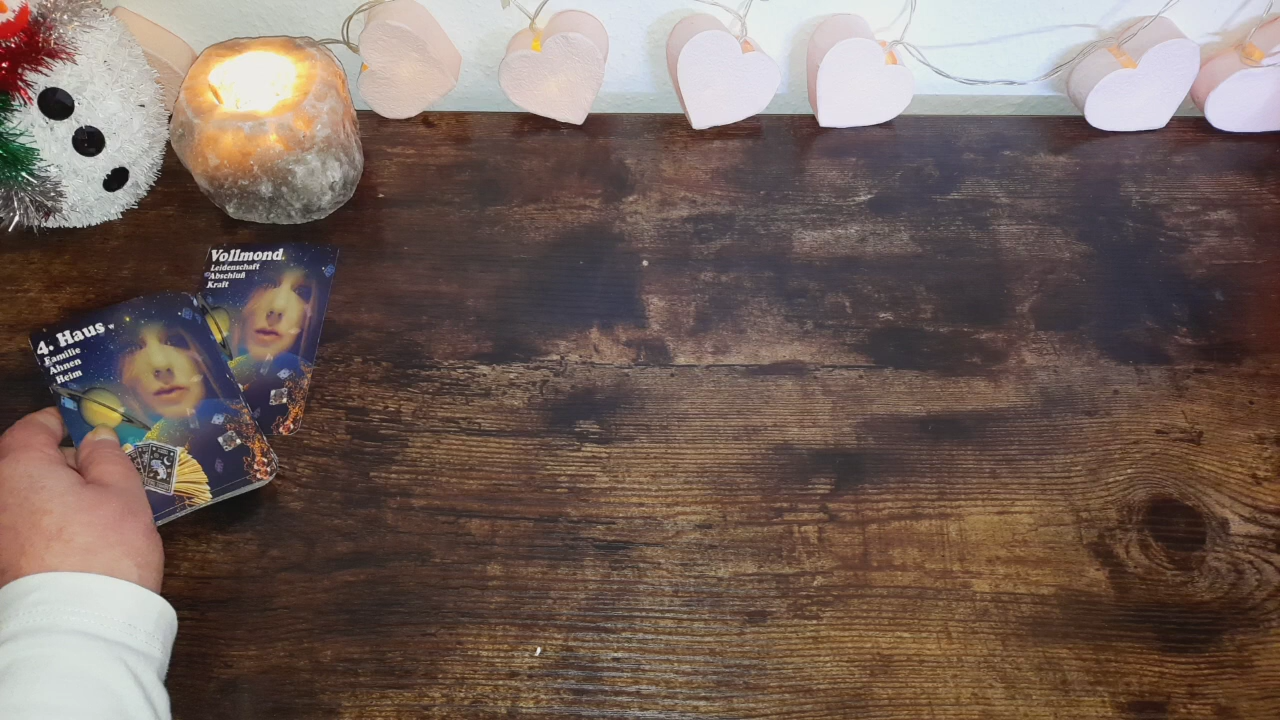 Vollmond
Leidenschaft
Abschluß
Kraft
4. Haus
Familie
Ahnen
Heim